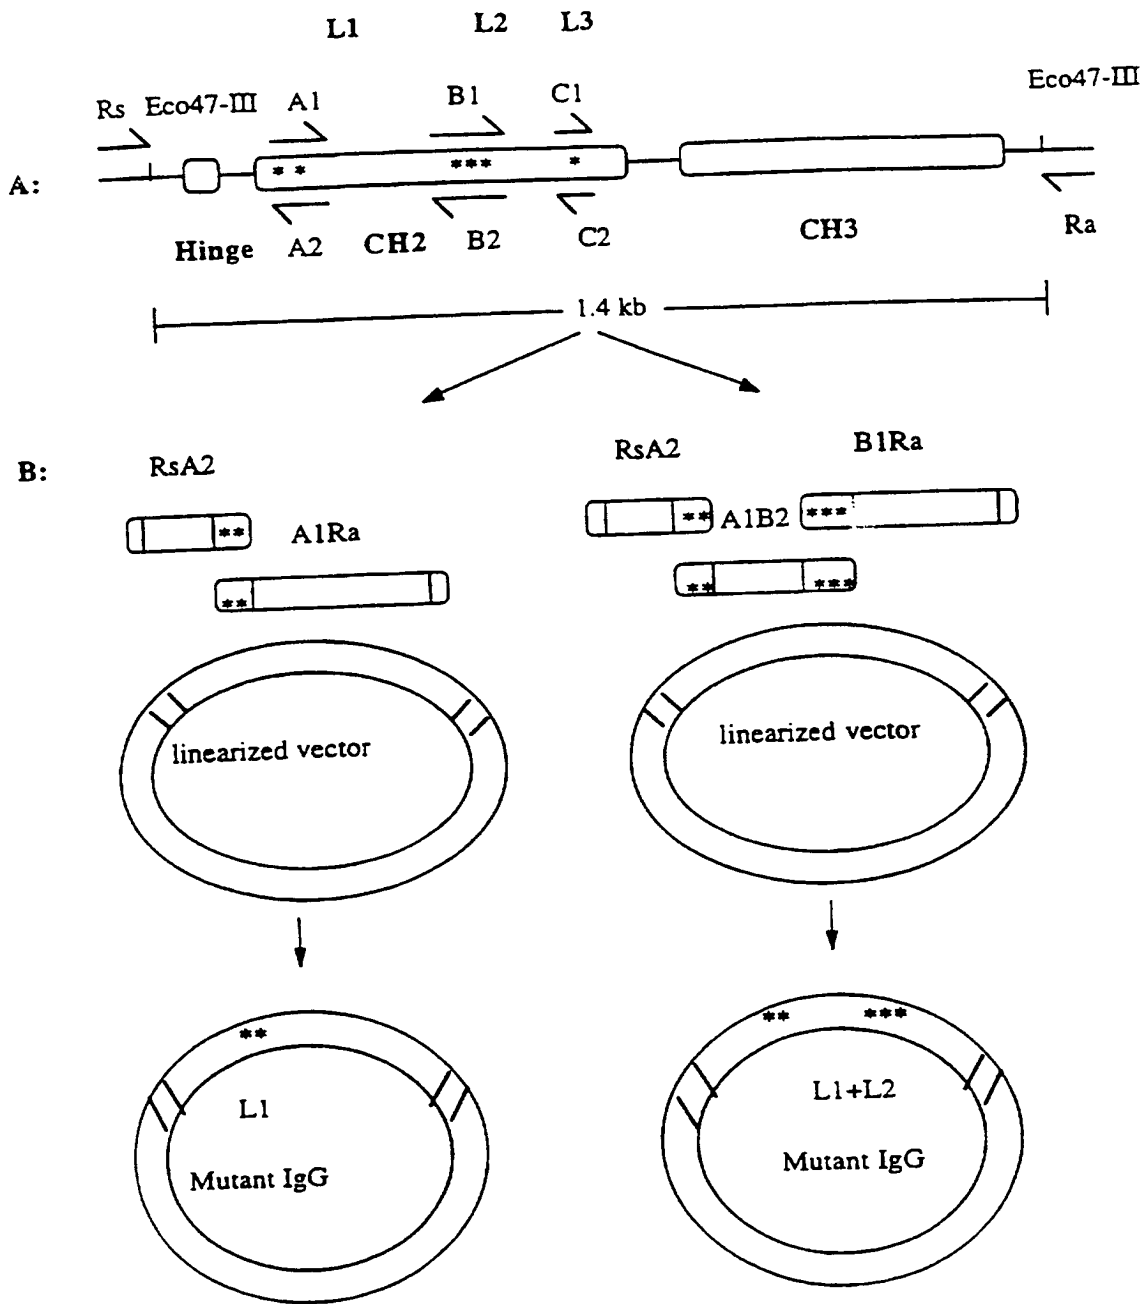 L1 L2 L3
Eco47-III
Rs Eco47-III A1 B1 C1
A: ** *** *
Hinge A2 CH2 B2 C2 CH3 Ra
1.4 kb
B: RsA2 RsA2 B1Ra
** A1Ra ** A1B2 ***
** ** ***
linearized vector linearized vector
** ** ***
L1 L1+L2
Mutant IgG Mutant IgG